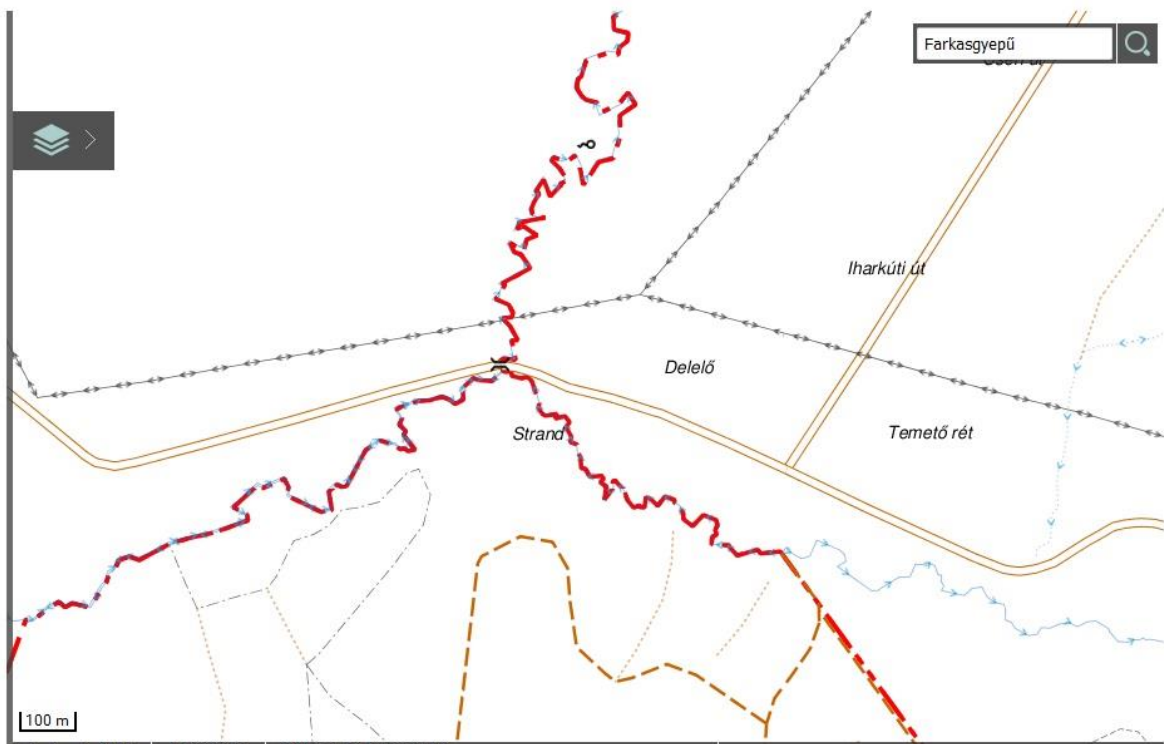 Farkasgyepű
Iharkúti út
Delelő
Strand
Temető rét
100 m